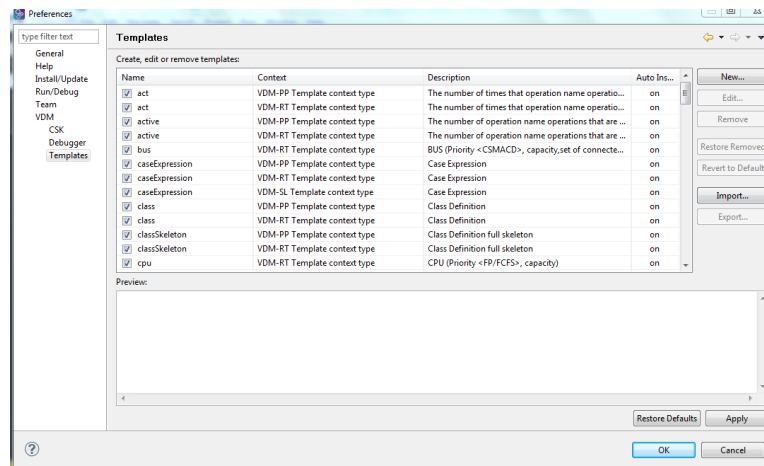 Preferences
type filter text
General
Help
Install/Update
Run/Debug
Team
VDM
CSK
Debugger
Templates
Templates
Create, edit or remove templates:
Name Context Description Auto Ins...
act VDM-PP Template context type The number of times that operation name operatio... on
act VDM-RT Template context type The number of times that operation name operatio... on
active VDM-PP Template context type The number of operation name operations that are ... on
active VDM-RT Template context type The number of operation name operations that are ... on
bus VDM-RT Template context type BUS (Priority <CSMACD>, capacity,set of connecte... on
caseExpression VDM-PP Template context type Case Expression on
caseExpression VDM-RT Template context type Case Expression on
caseExpression VDM-SL Template context type Case Expression on
class VDM-PP Template context type Class Definition on
class VDM-RT Template context type Class Definition on
classSkeleton VDM-PP Template context type Class Definition full skeleton on
classSkeleton VDM-RT Template context type Class Definition full skeleton on
cpu VDM-RT Template context type CPU (Priority <FP/FCFS>, capacity) on
New...
Edit...
Remove
Restore Removed
Revert to Default
Import...
Export...
Preview:
Restore Defaults Apply
OK Cancel